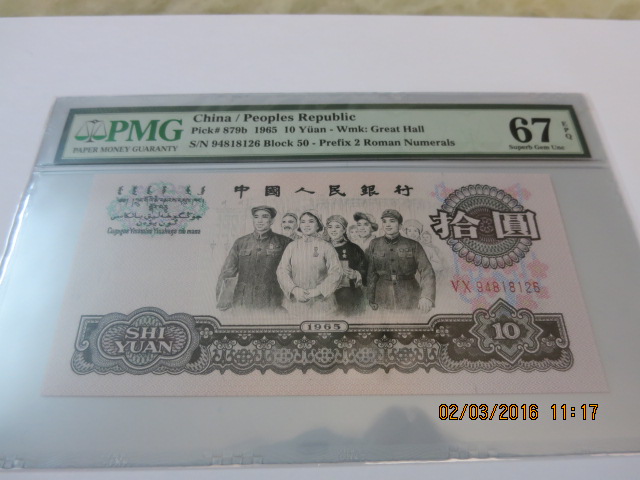 PMG
PAPER MONEY GUARANTY
China / Peoples Republic
Pick# 879b 1965 10 Yüan - Wmk: Great Hall
S/N 94818126 Block 50 - Prefix 2 Roman Numerals
67 EPQ
Superb Gem Unc
中國人民銀行
拾圓
VX 94818126
1965
SHI
YUAN
10
02/03/2016 11:17